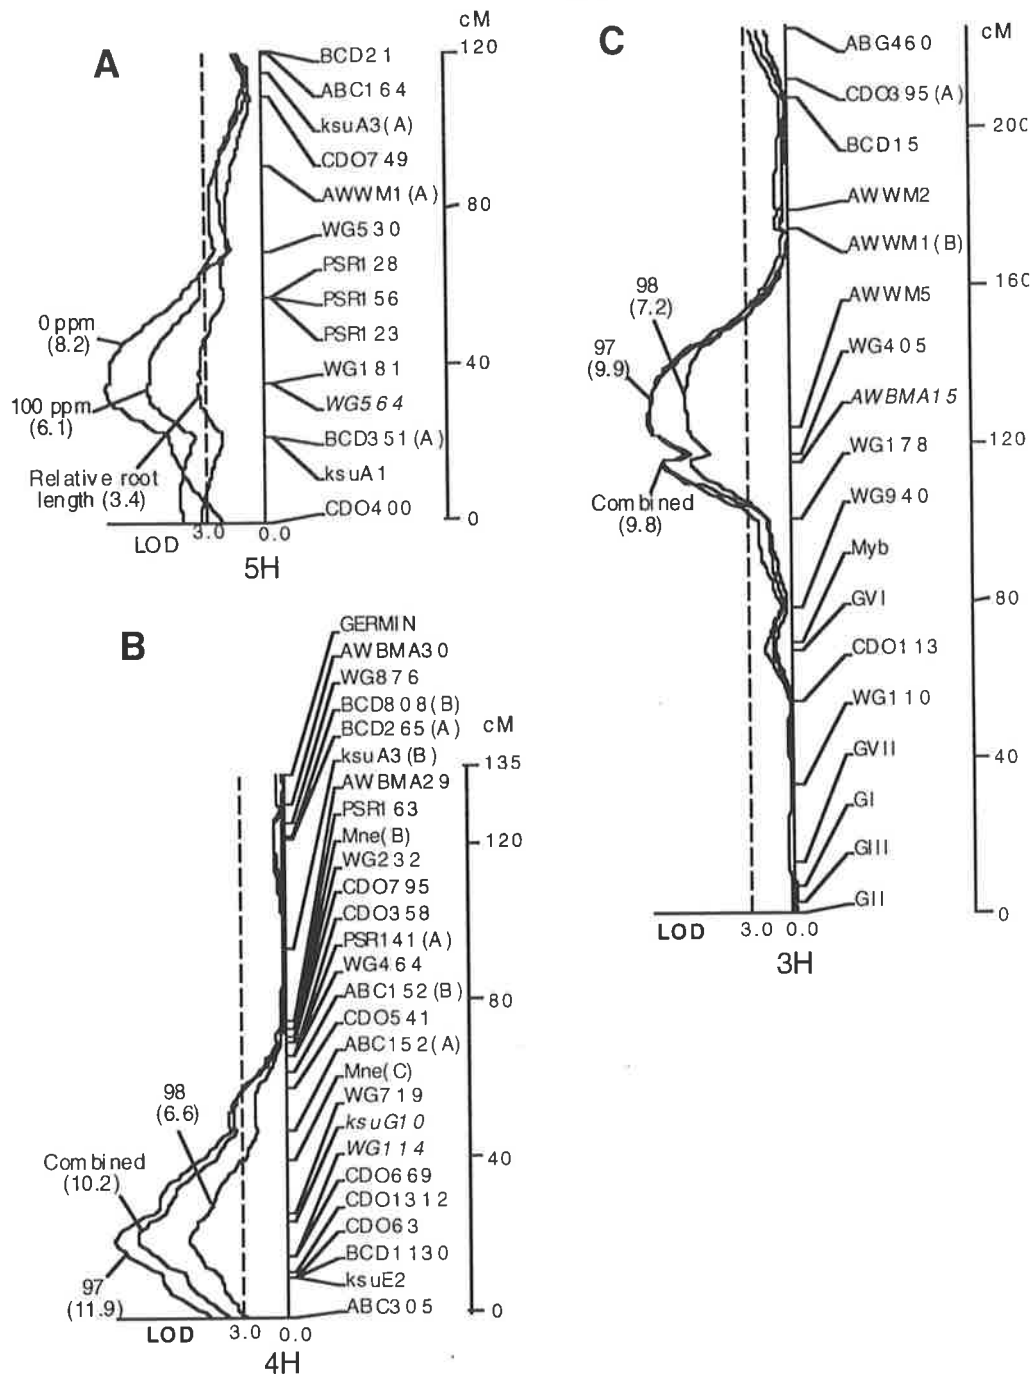 A
cM
120
BCD21
ABC164
ksuA3(A)
CDO749
AWWM1(A)
80
WG530
PSR128
PSR156
PSR123
0 ppm
(8.2)
40
WG181
WG564
100 ppm
(6.1)
BCD351(A)
Relative root
length (3.4)
ksuA1
CDO400
0
LOD
3.0
0.0
5H
B
GERMIN
AWBMA30
WG876
BCD808(B)
BCD265(A)
cM
ksuA3(B)
135
AWBMA29
PSR163
Mne(B)
120
WG232
CDO795
CDO358
PSR141(A)
WG464
ABC152(B)
80
CDO541
ABC152(A)
Mne(C)
98
(6.6)
WG719
ksuG10
WG114
40
Combined
(10.2)
CDO669
CDO1312
CDO63
BCD1130
97
(11.9)
ksuE2
ABC305
0
LOD
3.0
0.0
4H
C
cM
ABG460
CDO395(A)
200
BCD15
AWWM2
AWWM1(B)
160
98
(7.2)
AWWM5
97
(9.9)
WG405
AWBMA15
120
WG178
Combined
(9.8)
WG940
Myb
80
GVI
CDO113
WG110
GVII
40
GI
GIII
GII
0
LOD
3.0
0.0
3H